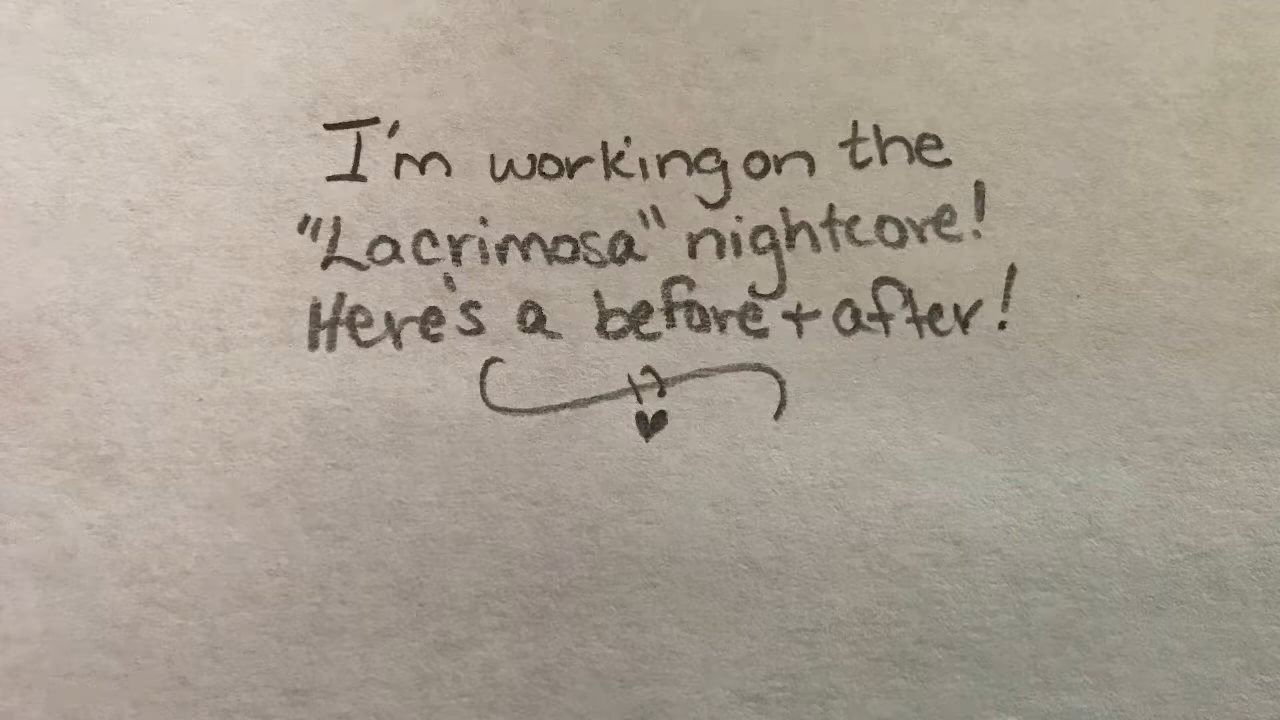 I'm working on the
"Lacrimosa" nightcore!
Here's a before + after!